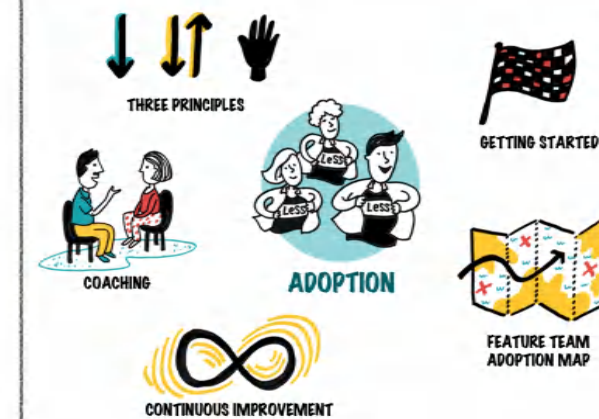 THREE PRINCIPLES
GETTING STARTED
LeSS
LeSS
LeSS
COACHING
ADOPTION
FEATURE TEAM
ADOPTION MAP
CONTINUOUS IMPROVEMENT